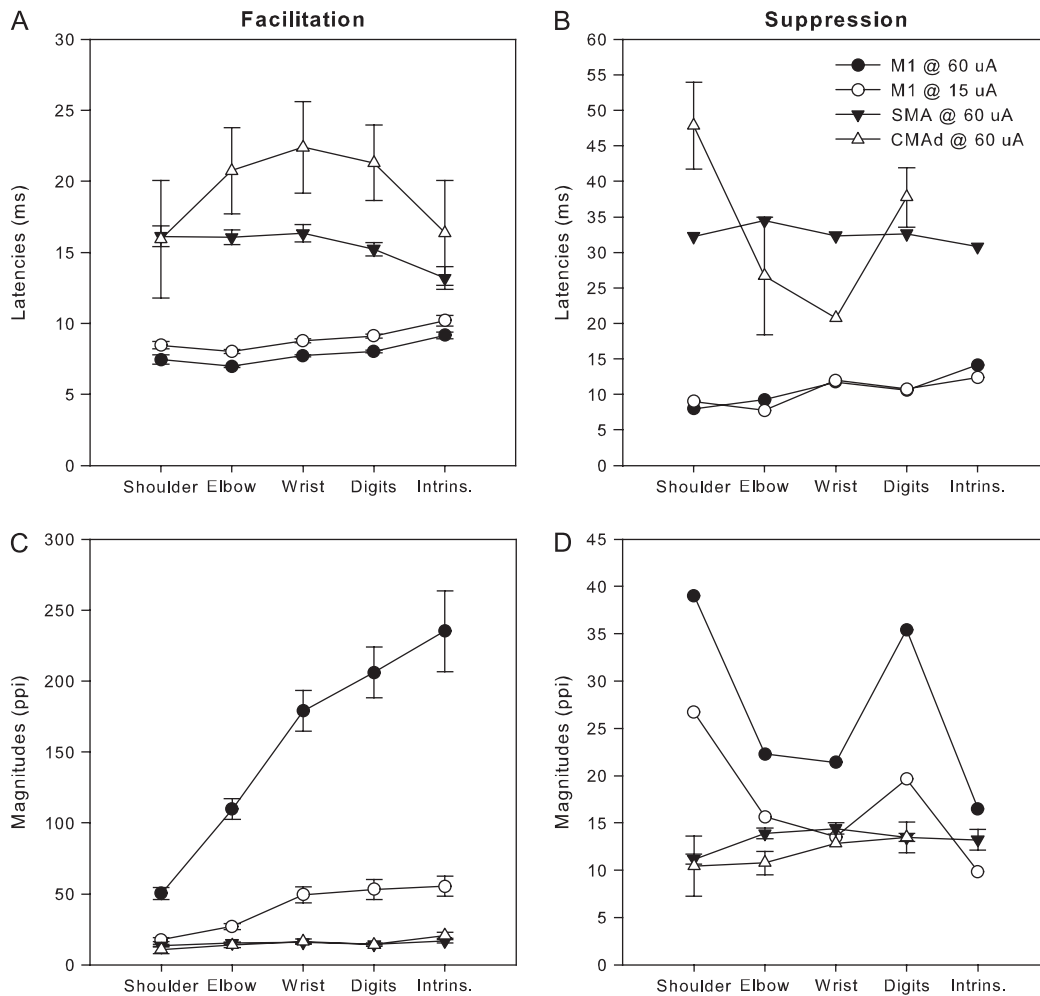 A
Facilitation
30
25
20
15
10
5
0
Latencies (ms)
Shoulder Elbow Wrist Digits Intrins.
B
Suppression
60
55
50
45
40
35
30
25
20
15
10
5
0
Latencies (ms)
M1 @ 60 uA
M1 @ 15 uA
SMA @ 60 uA
CMAd @ 60 uA
Shoulder Elbow Wrist Digits Intrins.
C
300
250
200
150
100
50
0
Magnitudes (ppi)
Shoulder Elbow Wrist Digits Intrins.
D
45
40
35
30
25
20
15
10
5
0
Magnitudes (ppi)
Shoulder Elbow Wrist Digits Intrins.